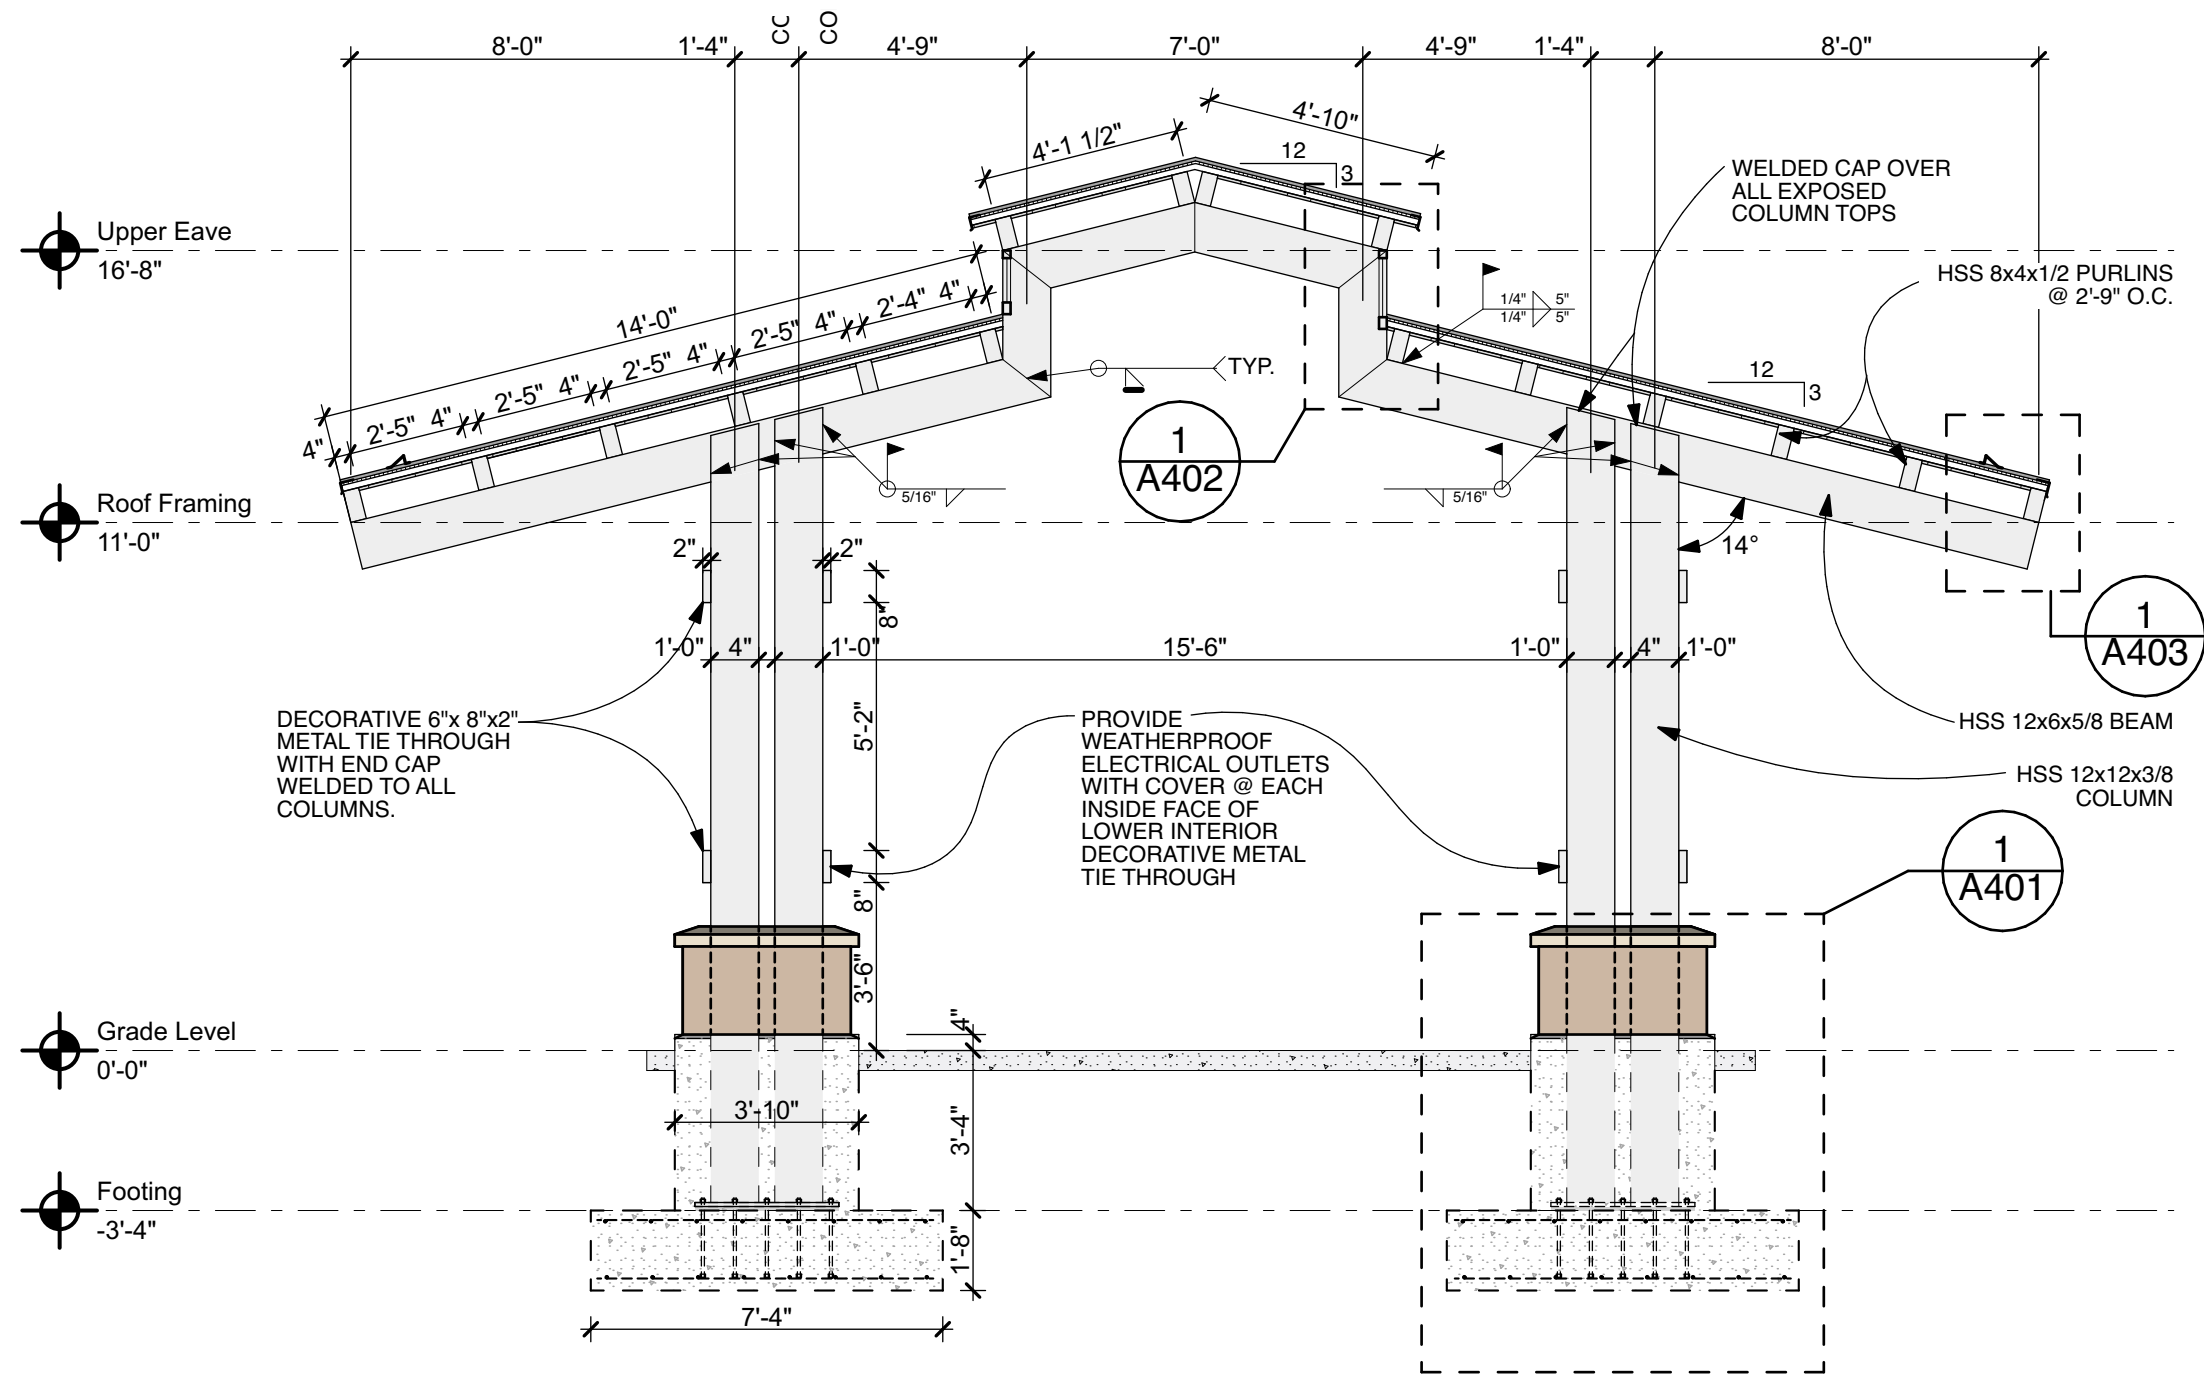 CC
CO
8'-0"
1'-4"
4'-9"
7'-0"
4'-9"
1'-4"
8'-0"
4'-1 1/2"
4'-10"
12
3
WELDED CAP OVER
ALL EXPOSED
COLUMN TOPS
Upper Eave
16'-8"
HSS 8x4x1/2 PURLINS
@ 2'-9" O.C.
14'-0"
4"
2'-5"
4"
2'-5"
4"
2'-5"
4"
2'-5"
4"
2'-4"
4"
1/4"
5"
1/4"
5"
TYP.
12
3
1
A402
5/16"
5/16"
Roof Framing
11'-0"
14°
2"
2"
8"
1
A403
1'-0"
4"
1'-0"
15'-6"
1'-0"
4"
1'-0"
DECORATIVE 6"x 8"x2"
METAL TIE THROUGH
WITH END CAP
WELDED TO ALL
COLUMNS.
5'-2"
PROVIDE
WEATHERPROOF
ELECTRICAL OUTLETS
WITH COVER @ EACH
INSIDE FACE OF
LOWER INTERIOR
DECORATIVE METAL
TIE THROUGH
HSS 12x6x5/8 BEAM
HSS 12x12x3/8
COLUMN
1
A401
8"
3'-6"
4"
Grade Level
0'-0"
3'-10"
3'-4"
Footing
-3'-4"
1'-8"
7'-4"